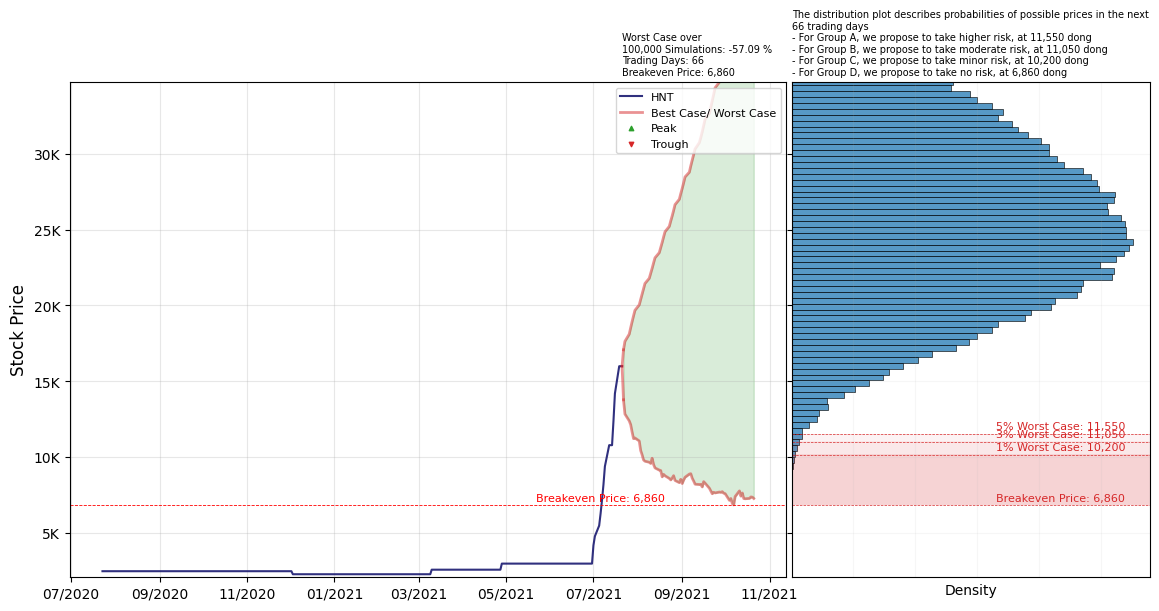 The distribution plot describes probabilities of possible prices in the next
66 trading days
- For Group A, we propose to take higher risk, at 11,550 dong
- For Group B, we propose to take moderate risk, at 11,050 dong
- For Group C, we propose to take minor risk, at 10,200 dong
- For Group D, we propose to take no risk, at 6,860 dong
Worst Case over
100,000 Simulations: -57.09 %
Trading Days: 66
Breakeven Price: 6,860
HNT
Best Case/ Worst Case
Peak
Trough
Stock Price
30K
25K
20K
15K
10K
5K
Breakeven Price: 6,860
07/2020
09/2020
11/2020
01/2021
03/2021
05/2021
07/2021
09/2021
11/2021
5% Worst Case: 11,550
3% Worst Case: 11,050
1% Worst Case: 10,200
Breakeven Price: 6,860
Density